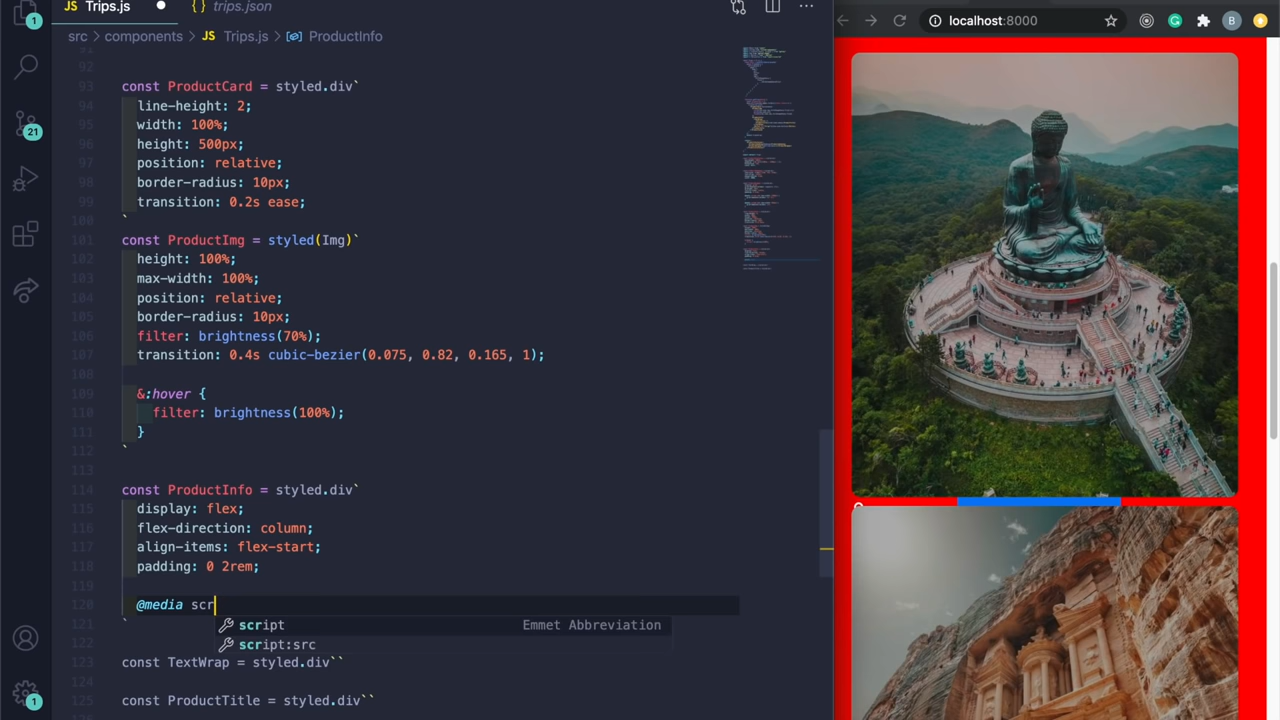 1
JS Trips.js
{} trips.json
src > components > JS Trips.js > ProductInfo
21
92
93 const ProductCard = styled.div`
94 line-height: 2;
95 width: 100%;
96 height: 500px;
97 position: relative;
98 border-radius: 10px;
99 transition: 0.2s ease;
100 `
101 const ProductImg = styled(Img)`
102 height: 100%;
103 max-width: 100%;
104 position: relative;
105 border-radius: 10px;
106 filter: brightness(70%);
107 transition: 0.4s cubic-bezier(0.075, 0.82, 0.165, 1);
108
109 &:hover {
110 filter: brightness(100%);
111 }
112 `
113
114 const ProductInfo = styled.div`
115 display: flex;
116 flex-direction: column;
117 align-items: flex-start;
118 padding: 0 2rem;
119
120 @media scr
121 `
script Emmet Abbreviation
122
script:src
123 const TextWrap = styled.div``
124
125 const ProductTitle = styled.div``
1
localhost:8000
B